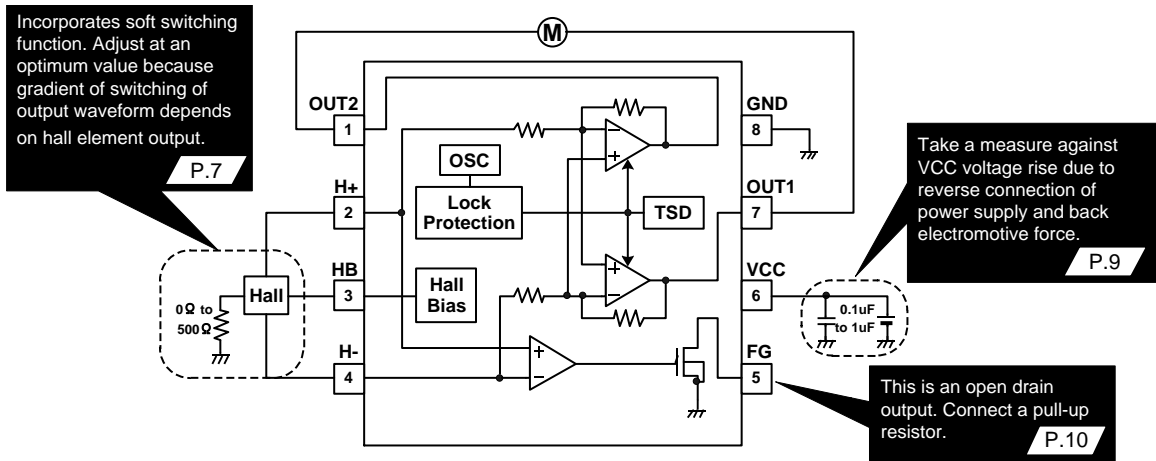 Incorporates soft switching
function. Adjust at an
optimum value because
gradient of switching of
output waveform depends
on hall element output.
P.7
M
OUT2
1
GND
8
OSC
Lock
Protection
TSD
H+
2
OUT1
7
Take a measure against
VCC voltage rise due to
reverse connection of
power supply and back
electromotive force.
P.9
HB
3
Hall
Bias
Hall
0Ω to
500Ω
VCC
6
0.1uF
to 1uF
H-
4
FG
5
This is an open drain
output. Connect a pull-up
resistor.
P.10
−
+
+
−
+
−